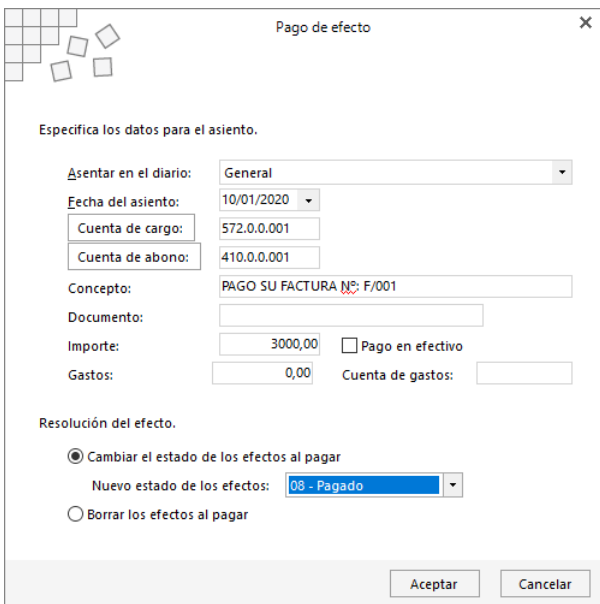 Pago de efecto
Especifica los datos para el asiento.
Asentar en el diario: General
Fecha del asiento: 10/01/2020
Cuenta de cargo: 572.0.0.001
Cuenta de abono: 410.0.0.001
Concepto: PAGO SU FACTURA Nº: F/001
Documento:
Importe: 3000,00 Pago en efectivo
Gastos: 0,00 Cuenta de gastos:
Resolución del efecto.
Cambiar el estado de los efectos al pagar
Nuevo estado de los efectos: 08 - Pagado
Borrar los efectos al pagar
Aceptar Cancelar